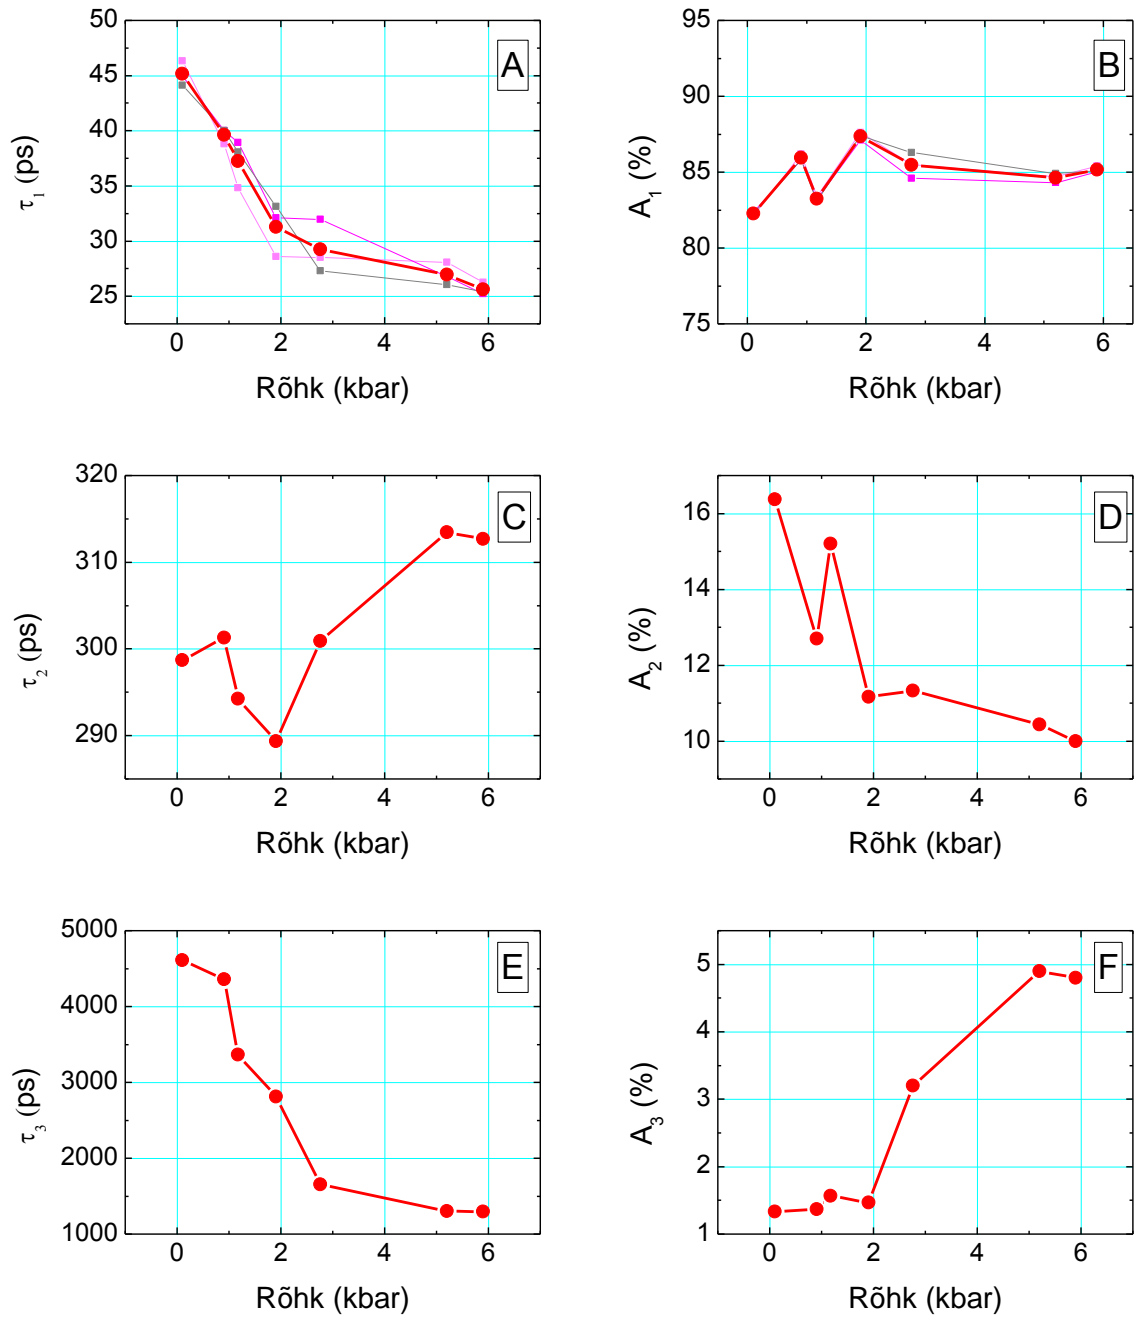 50
45
40
35
30
25
τ1 (ps)
A
0 2 4 6
Rõhk (kbar)
95
90
85
80
75
A1 (%)
B
0 2 4 6
Rõhk (kbar)
320
310
300
290
τ2 (ps)
C
0 2 4 6
Rõhk (kbar)
16
14
12
10
A2 (%)
D
0 2 4 6
Rõhk (kbar)
5000
4000
3000
2000
1000
τ3 (ps)
E
0 2 4 6
Rõhk (kbar)
5
4
3
2
1
A3 (%)
F
0 2 4 6
Rõhk (kbar)